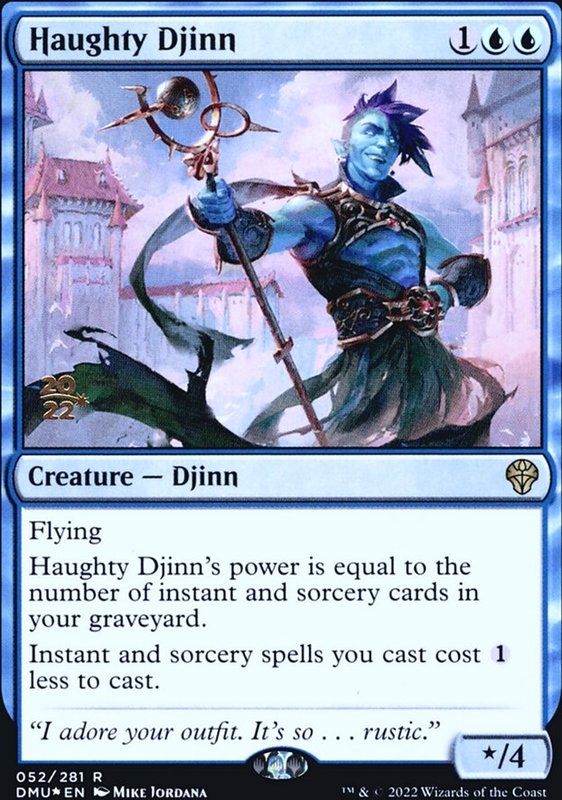 Haughty Djinn 1
20
22*
Creature — Djinn
Flying
Haughty Djinn's power is equal to the
number of instant and sorcery cards in
your graveyard.
Instant and sorcery spells you cast cost 1
less to cast.
“I adore your outfit. It's so . . . rustic.”
*/4
052/281 R
DMU★EN Mike Jordana
™ & © 2022 Wizards of the Coast